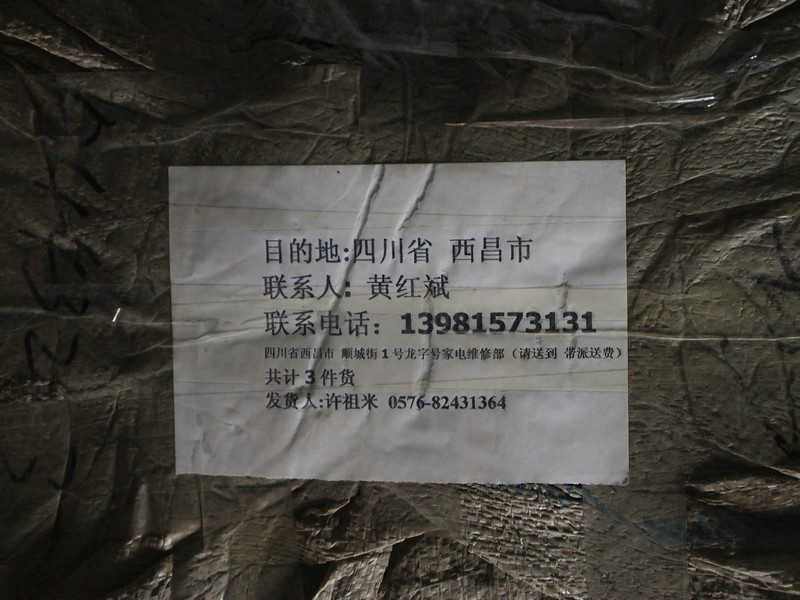 目的地:四川省 西昌市
联系人: 黄红斌
联系电话: 13981573131
四川省西昌市 顺城街1号龙字号家电维修部（请送到 带派送费）
共计3件货
发货人:许祖米 0576-82431364